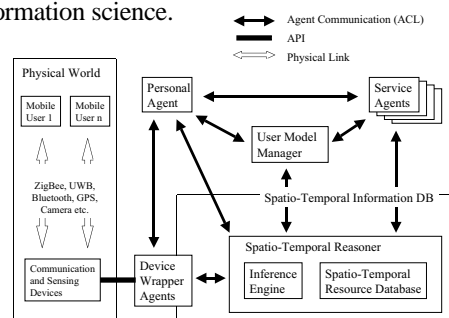 ormation science.
Agent Communication (ACL)
API
Physical Link
Physical World
Mobile
User 1
Mobile
User n
ZigBee, UWB,
Bluetooth, GPS,
Camera etc.
Communication
and Sensing
Devices
Personal
Agent
Service
Agents
User Model
Manager
Spatio-Temporal Information DB
Device
Wrapper
Agents
Spatio-Temporal Reasoner
Inference
Engine
Spatio-Temporal
Resource Database